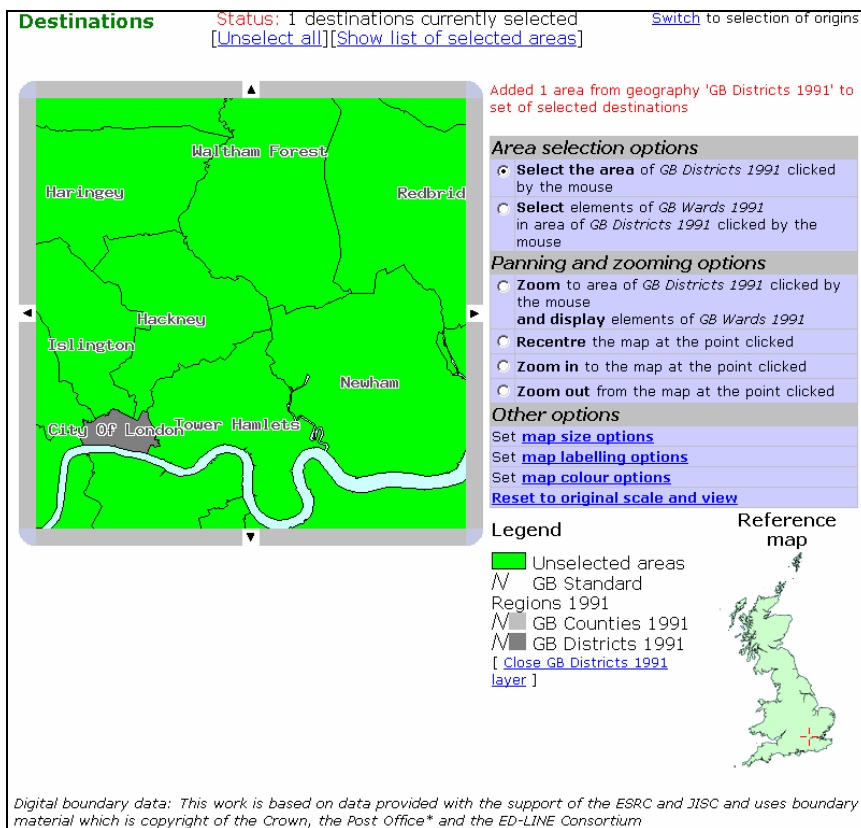 Destinations
Status: 1 destinations currently selected
[Unselect all][Show list of selected areas]
Switch to selection of origins
Waltham Forest
Haringey
Redbrid
Hackney
Islington
Newham
City Of London
Tower Hamlets
Added 1 area from geography 'GB Districts 1991' to
set of selected destinations
Area selection options
Select the area of GB Districts 1991 clicked
by the mouse
Select elements of GB Wards 1991
in area of GB Districts 1991 clicked by the
mouse
Panning and zooming options
Zoom to area of GB Districts 1991 clicked by
the mouse
and display elements of GB Wards 1991
Recentre the map at the point clicked
Zoom in to the map at the point clicked
Zoom out from the map at the point clicked
Other options
Set map size options
Set map labelling options
Set map colour options
Reset to original scale and view
Legend
Unselected areas
GB Standard
Regions 1991
GB Counties 1991
GB Districts 1991
[ Close GB Districts 1991
layer ]
Reference
map
Digital boundary data: This work is based on data provided with the support of the ESRC and JISC and uses boundary
material which is copyright of the Crown, the Post Office* and the ED-LINE Consortium